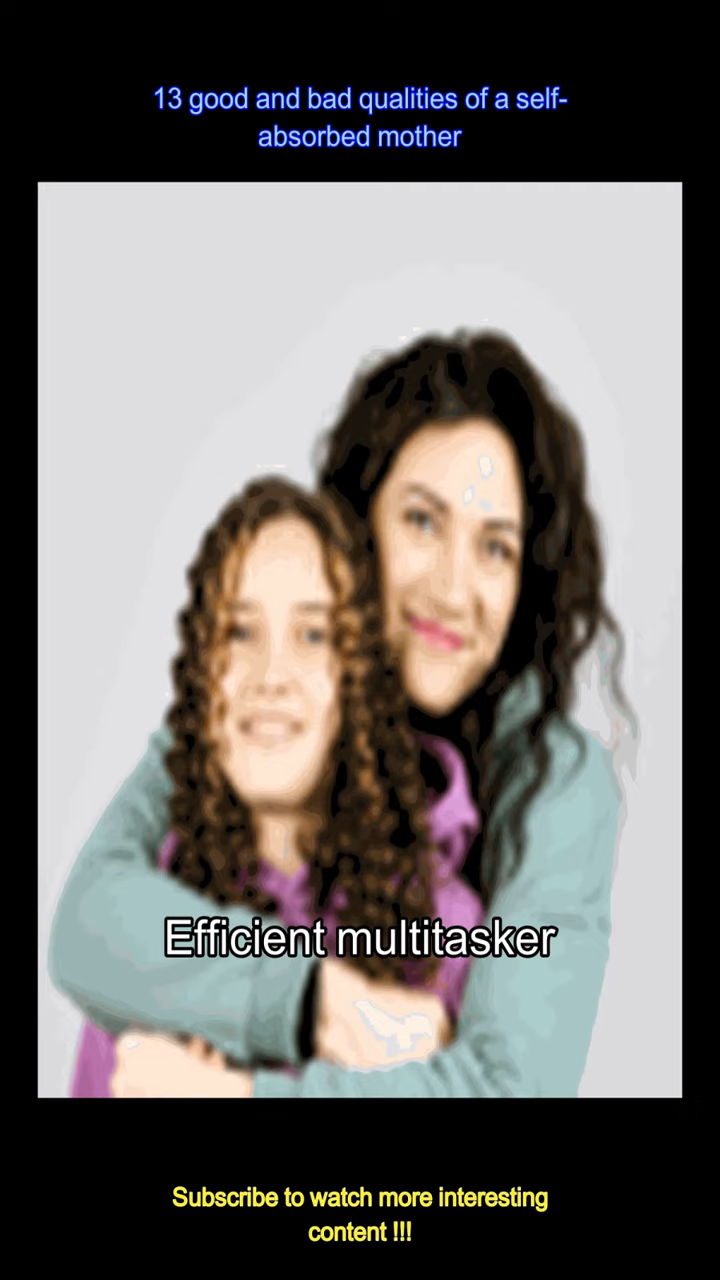 13 good and bad qualities of a self-
absorbed mother
Efficient multitasker
Subscribe to watch more interesting
content !!!